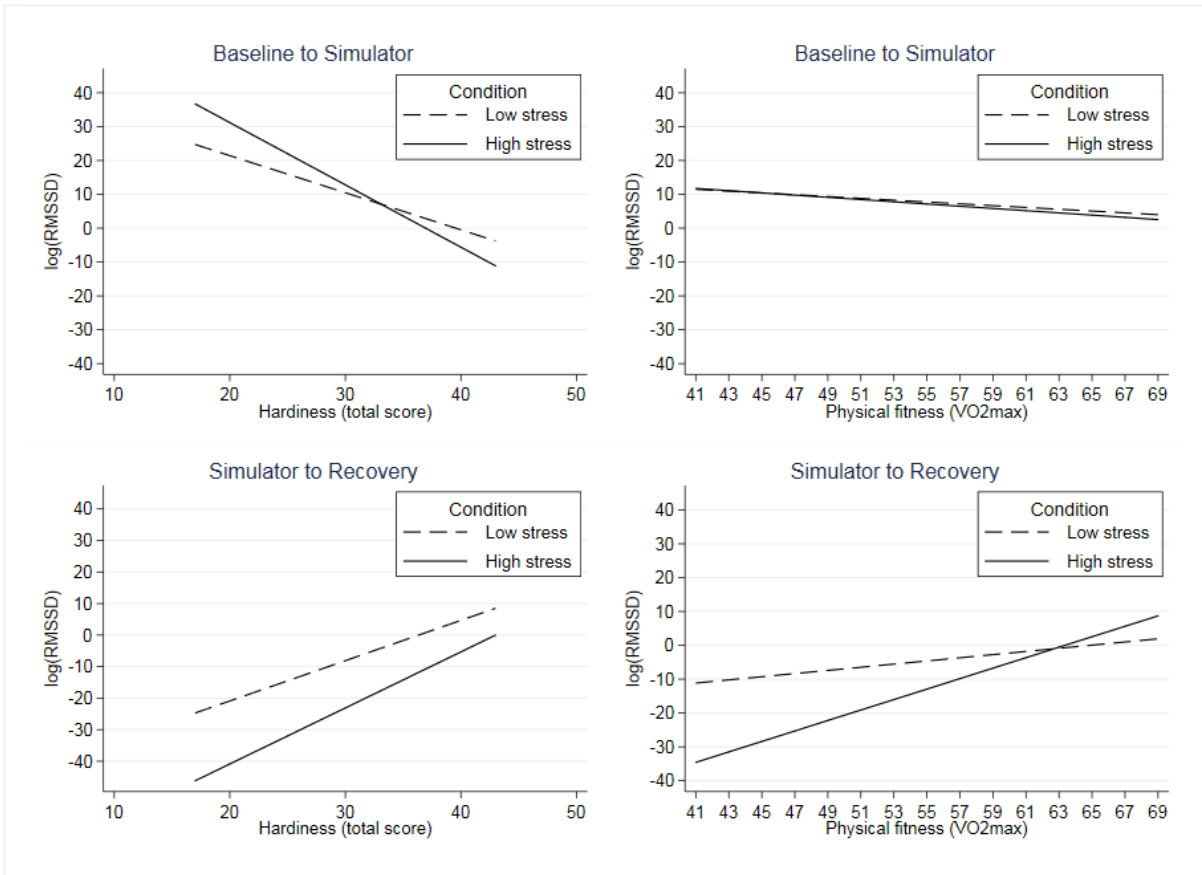 Baseline to Simulator
Condition
Low stress
High stress
log(RMSSD)
40
30
20
10
0
-10
-20
-30
-40
10 20 30 40 50
Hardiness (total score)
Baseline to Simulator
Condition
Low stress
High stress
log(RMSSD)
40
30
20
10
0
-10
-20
-30
-40
41 43 45 47 49 51 53 55 57 59 61 63 65 67 69
Physical fitness (VO2max)
Simulator to Recovery
Condition
Low stress
High stress
log(RMSSD)
40
30
20
10
0
-10
-20
-30
-40
10 20 30 40 50
Hardiness (total score)
Simulator to Recovery
Condition
Low stress
High stress
log(RMSSD)
40
30
20
10
0
-10
-20
-30
-40
41 43 45 47 49 51 53 55 57 59 61 63 65 67 69
Physical fitness (VO2max)